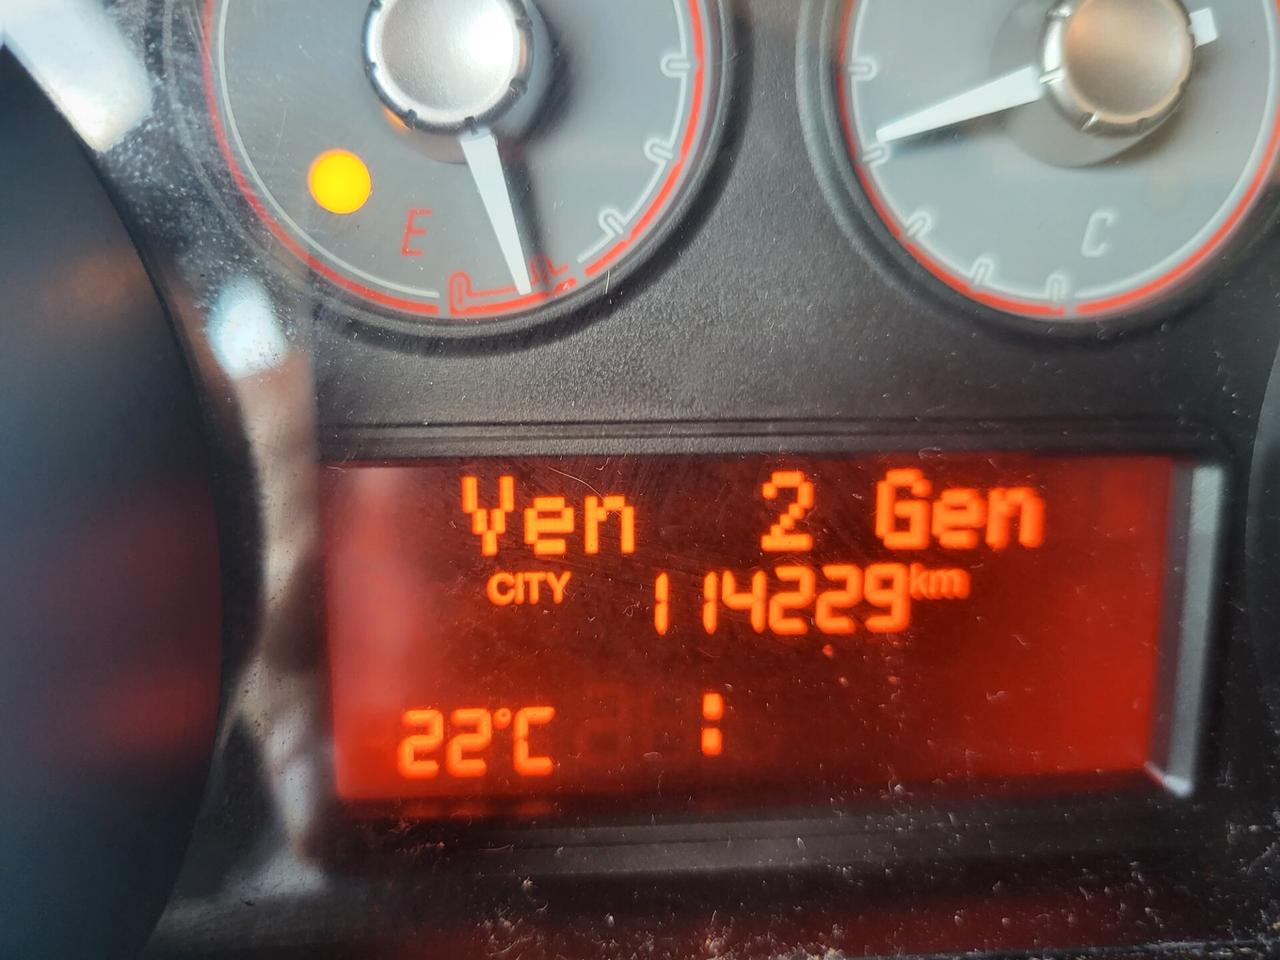 E
C
Ven 2 Gen
CITY 114229km
22°C :